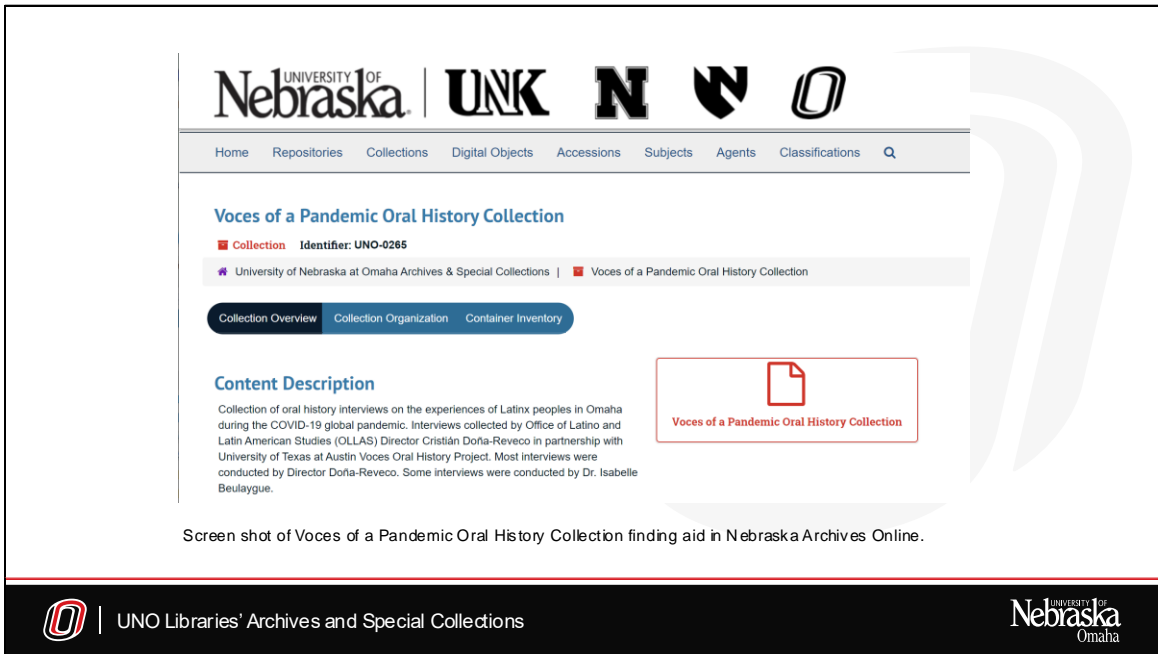 UNIVERSITY OF
Nebraska. UNK N N O
Home Repositories Collections Digital Objects Accessions Subjects Agents Classifications
Voces of a Pandemic Oral History Collection
Collection Identifier: UNO-0265
University of Nebraska at Omaha Archives & Special Collections | Voces of a Pandemic Oral History Collection
Collection Overview Collection Organization Container Inventory
Content Description
Collection of oral history interviews on the experiences of Latinx peoples in Omaha
during the COVID-19 global pandemic. Interviews collected by Office of Latino and
Latin American Studies (OLLAS) Director Cristián Doña-Reveco in partnership with
University of Texas at Austin Voces Oral History Project. Most interviews were
conducted by Director Doña-Reveco. Some interviews were conducted by Dr. Isabelle
Beulaygue.
Voces of a Pandemic Oral History Collection
Screen shot of Voces of a Pandemic Oral History Collection finding aid in Nebraska Archives Online.
O | UNO Libraries' Archives and Special Collections
UNIVERSITY OF
Nebraska
Omaha